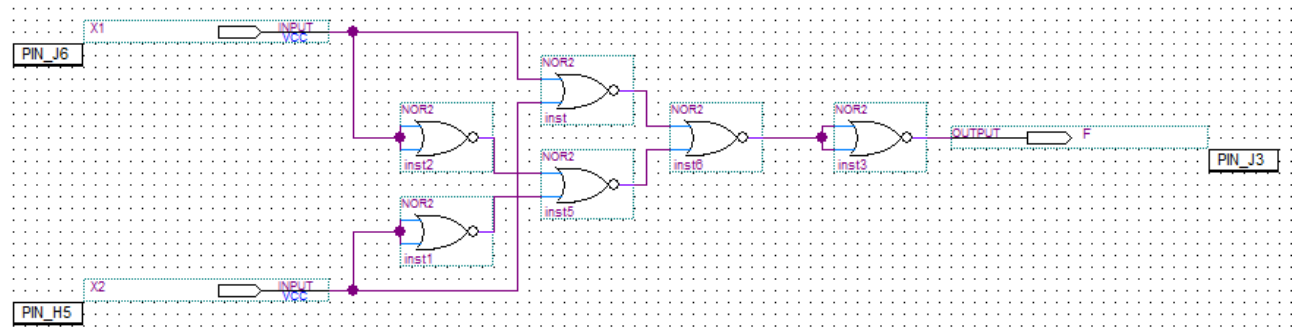 X1
INPUT
VCC
PIN_J6
NOR2
inst
NOR2
inst2
NOR2
inst6
NOR2
inst3
OUTPUT
F
PIN_J3
NOR2
inst5
NOR2
inst1
X2
INPUT
VCC
PIN_H5